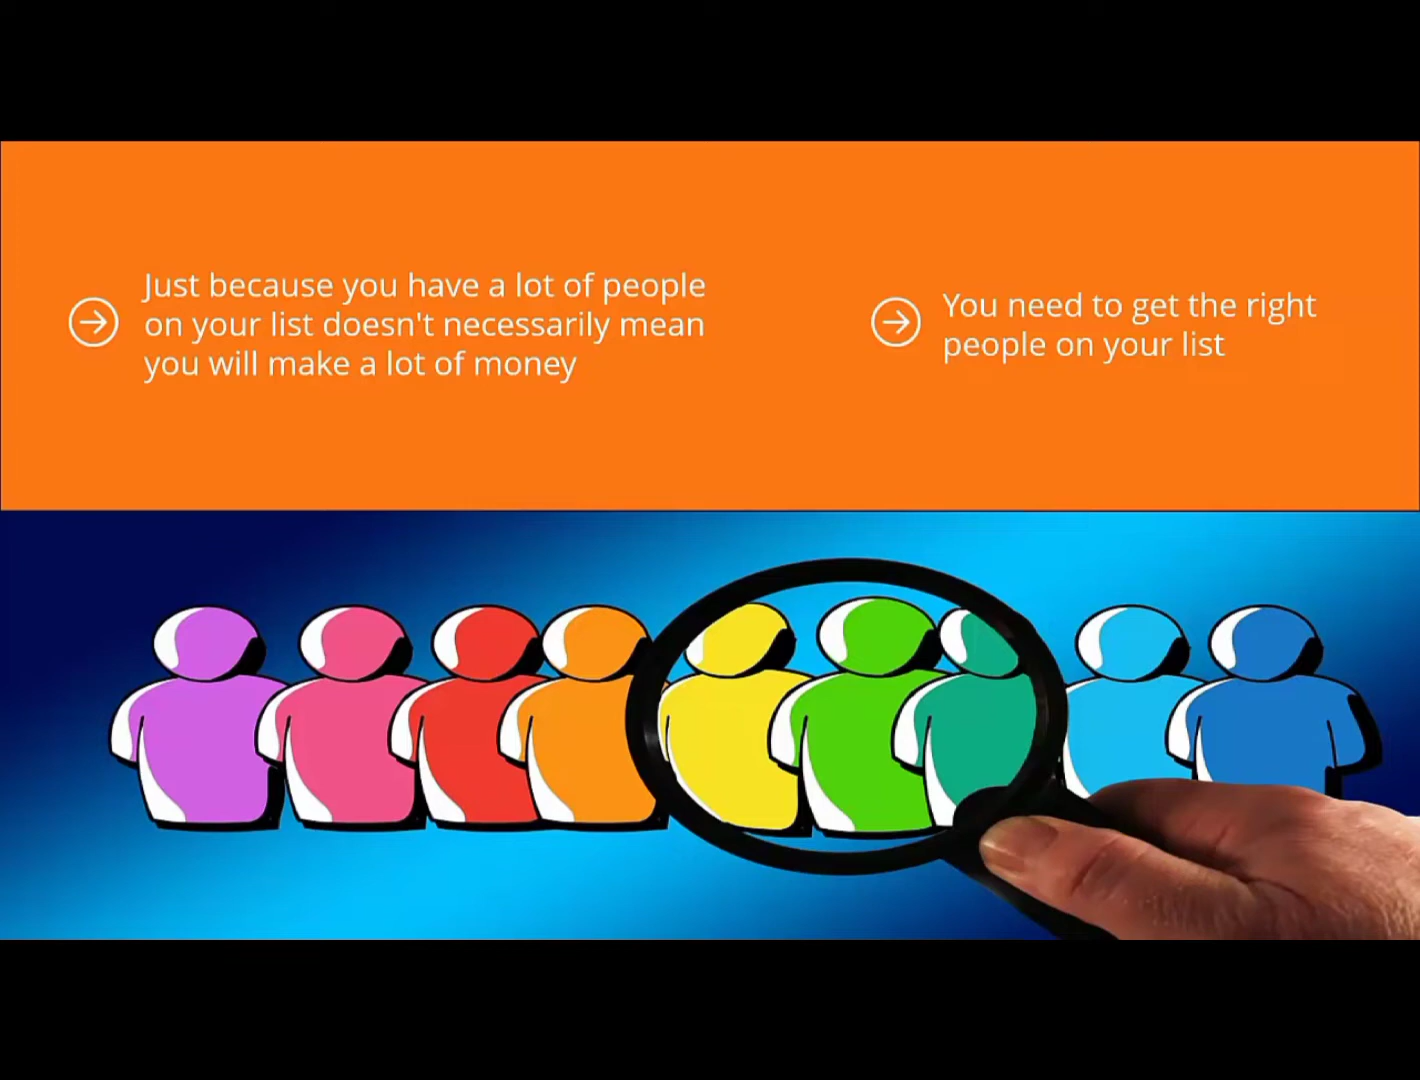 Just because you have a lot of people
on your list doesn't necessarily mean
you will make a lot of money
You need to get the right
people on your list